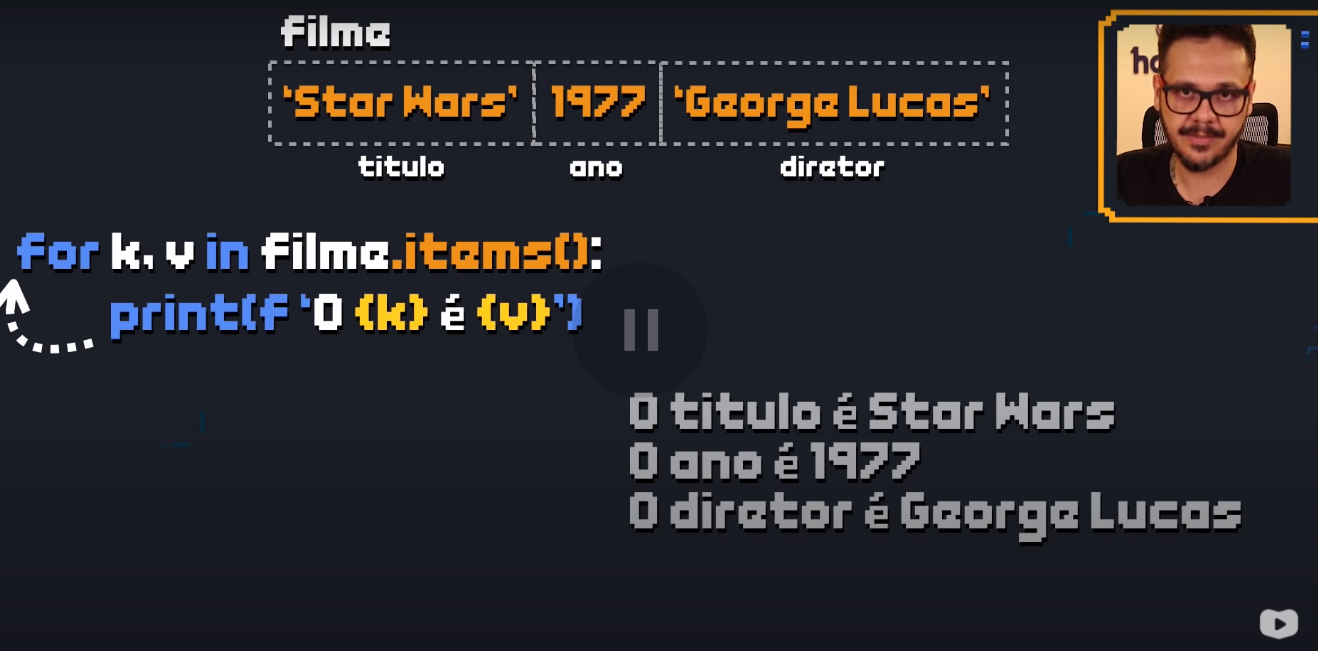 filme
'Star Wars' 1977 'George Lucas'
titulo ano diretor
for k, v in filme.items():
print(f 'O {k} é {v}')
O titulo é Star Wars
O ano é 1977
O diretor é George Lucas